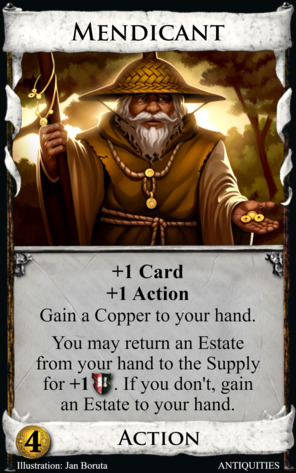 MENDICANT
+1 Card
+1 Action
Gain a Copper to your hand.
You may return an Estate
from your hand to the Supply
for +1 . If you don't, gain
an Estate to your hand.
4
ACTION
Illustration: Jan Boruta
ANTIQUITIES